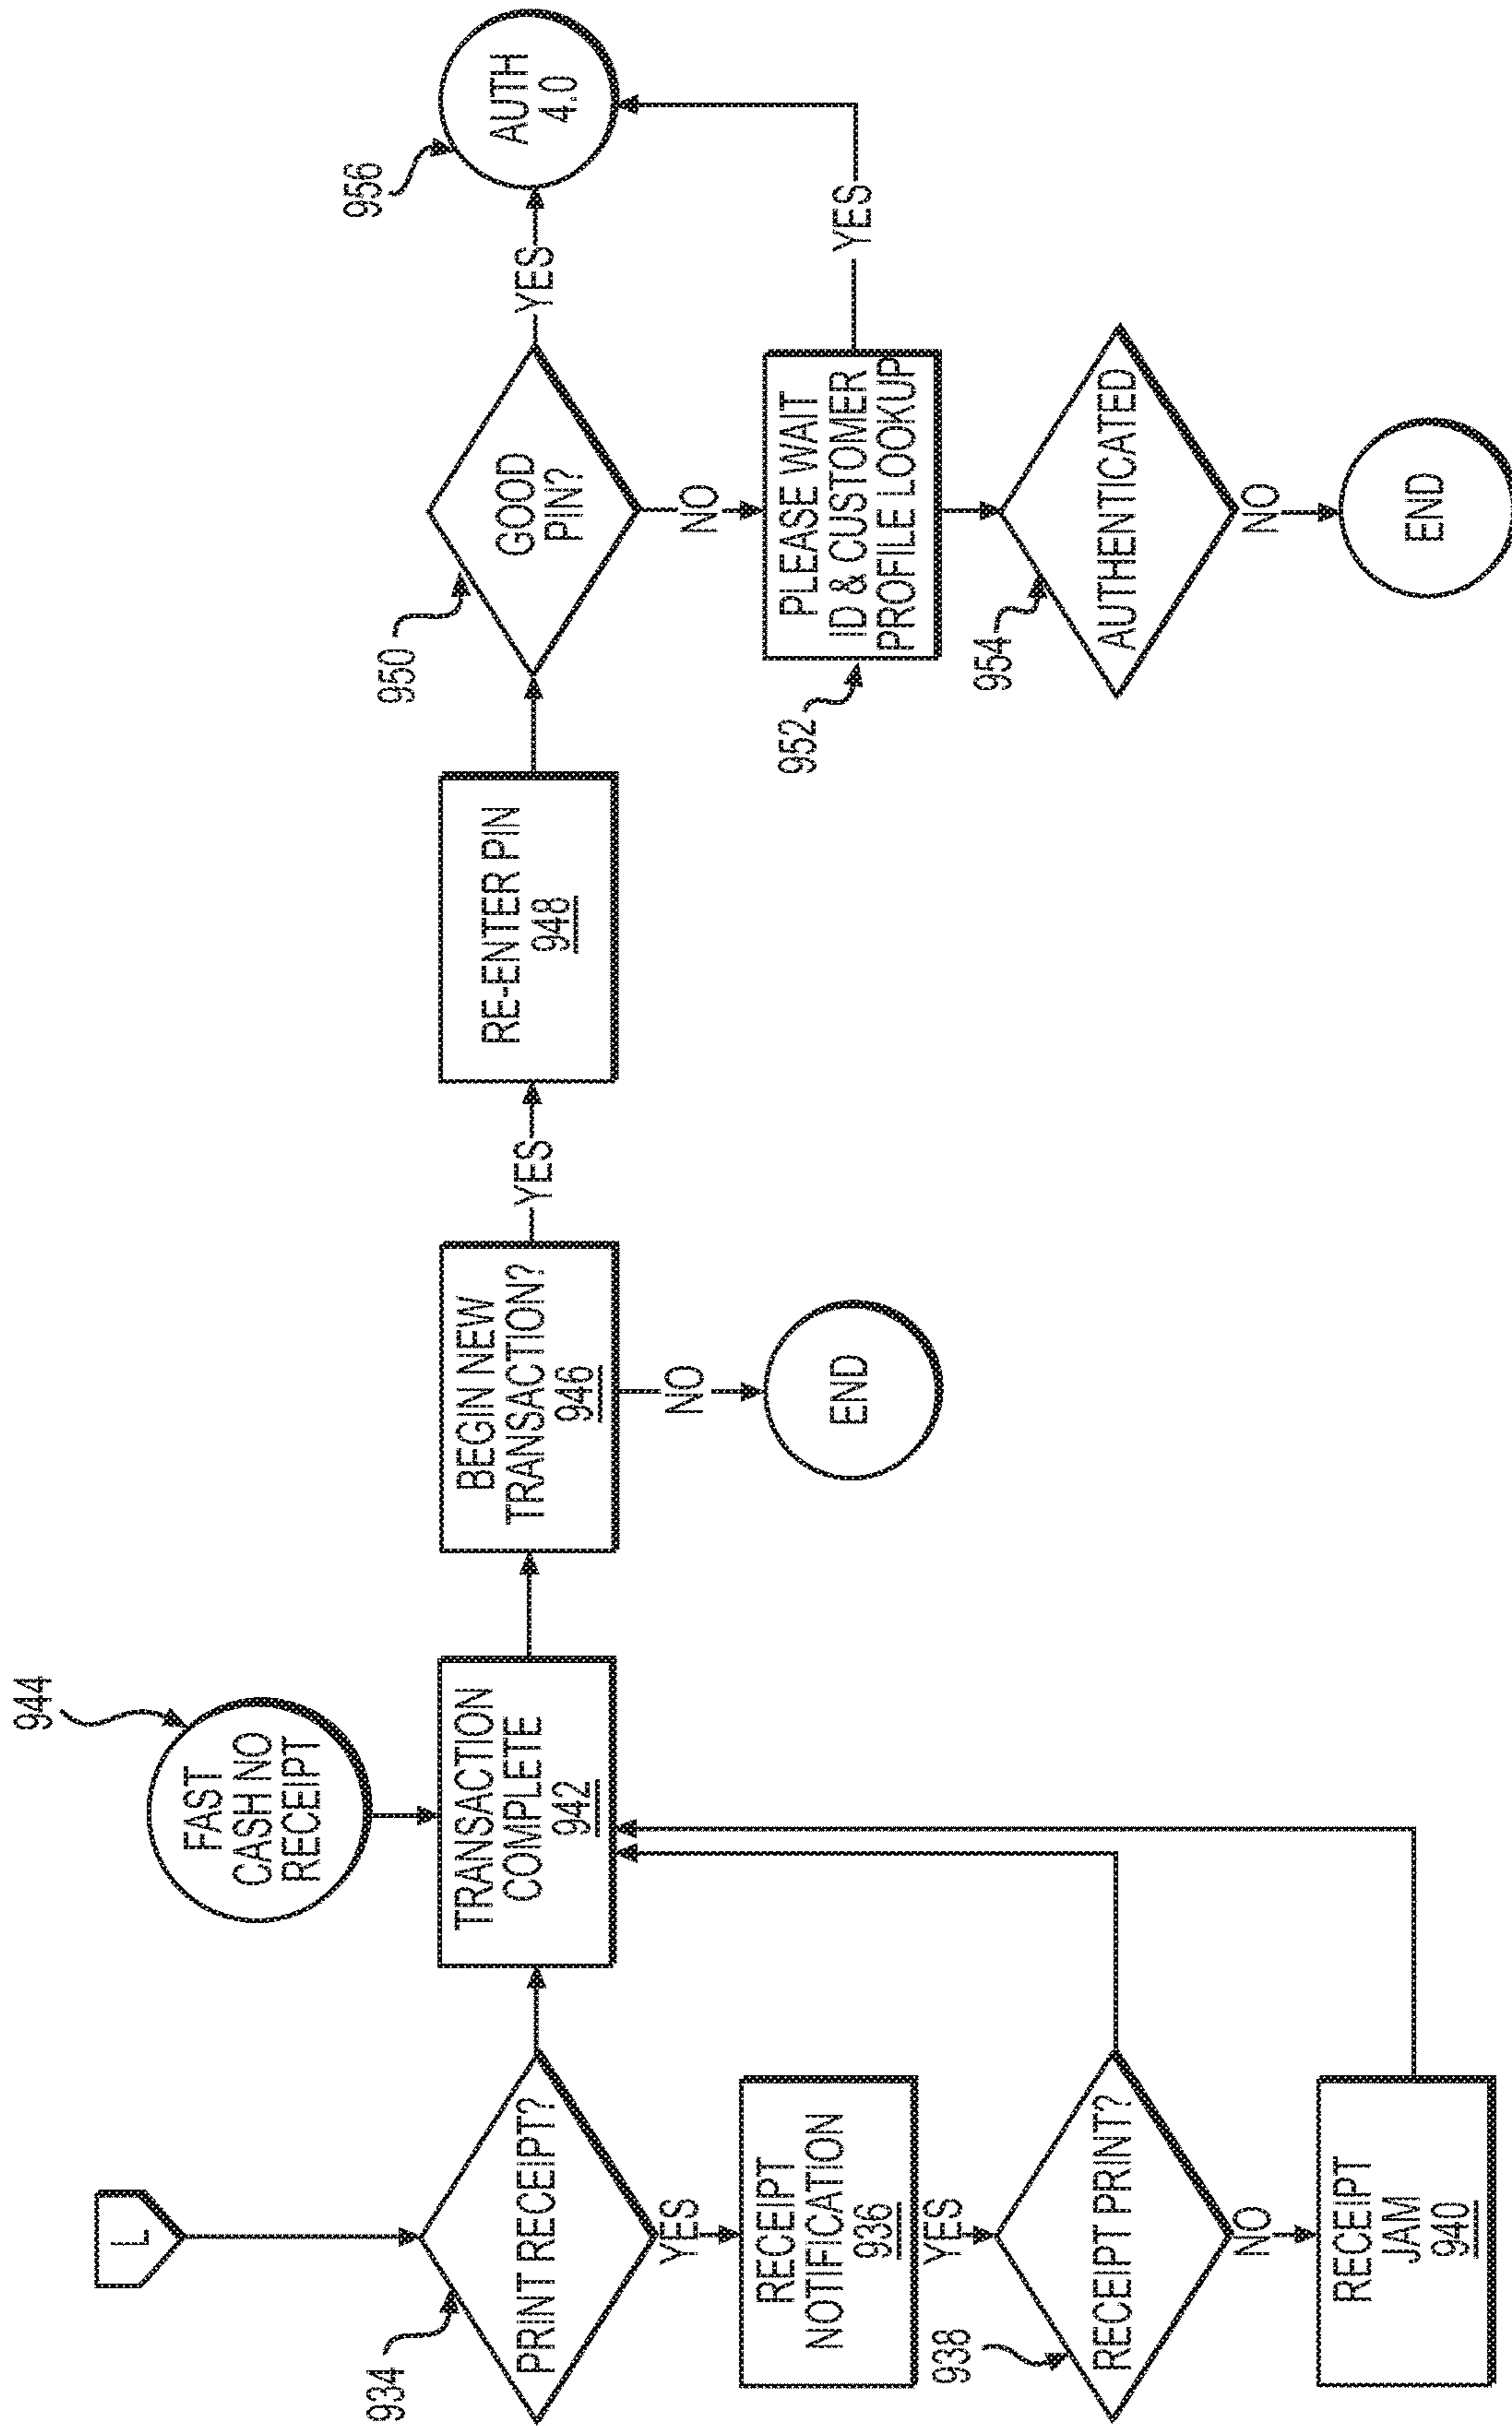 L
934
PRINT RECEIPT?
YES
RECEIPT
NOTIFICATION
936
YES
938
RECEIPT PRINT?
NO
RECEIPT
JAM
940
944
FAST
CASH NO
RECEIPT
TRANSACTION
COMPLETE
942
BEGIN NEW
TRANSACTION?
946
NO
END
YES
RE-ENTER PIN
948
950
GOOD
PIN?
YES
956
AUTH
4.0
NO
952
PLEASE WAIT
ID & CUSTOMER
PROFILE LOOKUP
YES
954
AUTHENTICATED
NO
END